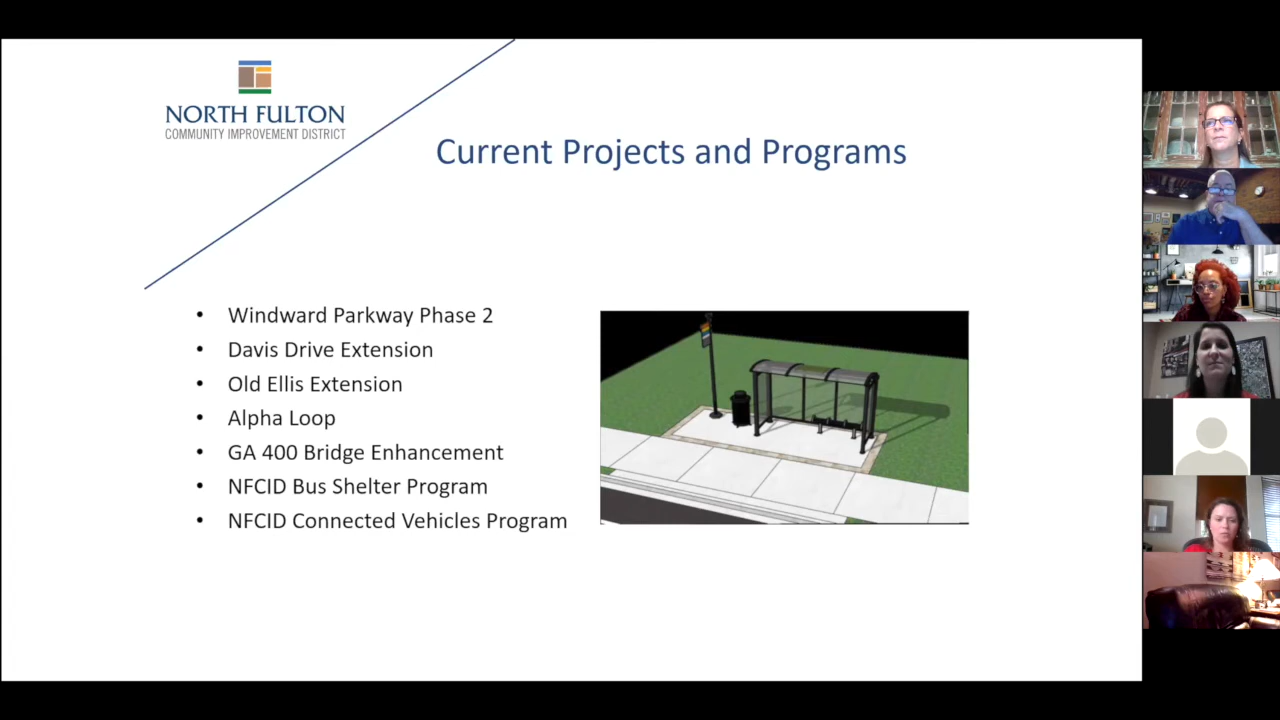 NORTH FULTON
COMMUNITY IMPROVEMENT DISTRICT
Current Projects and Programs
• Windward Parkway Phase 2
• Davis Drive Extension
• Old Ellis Extension
• Alpha Loop
• GA 400 Bridge Enhancement
• NFCID Bus Shelter Program
• NFCID Connected Vehicles Program